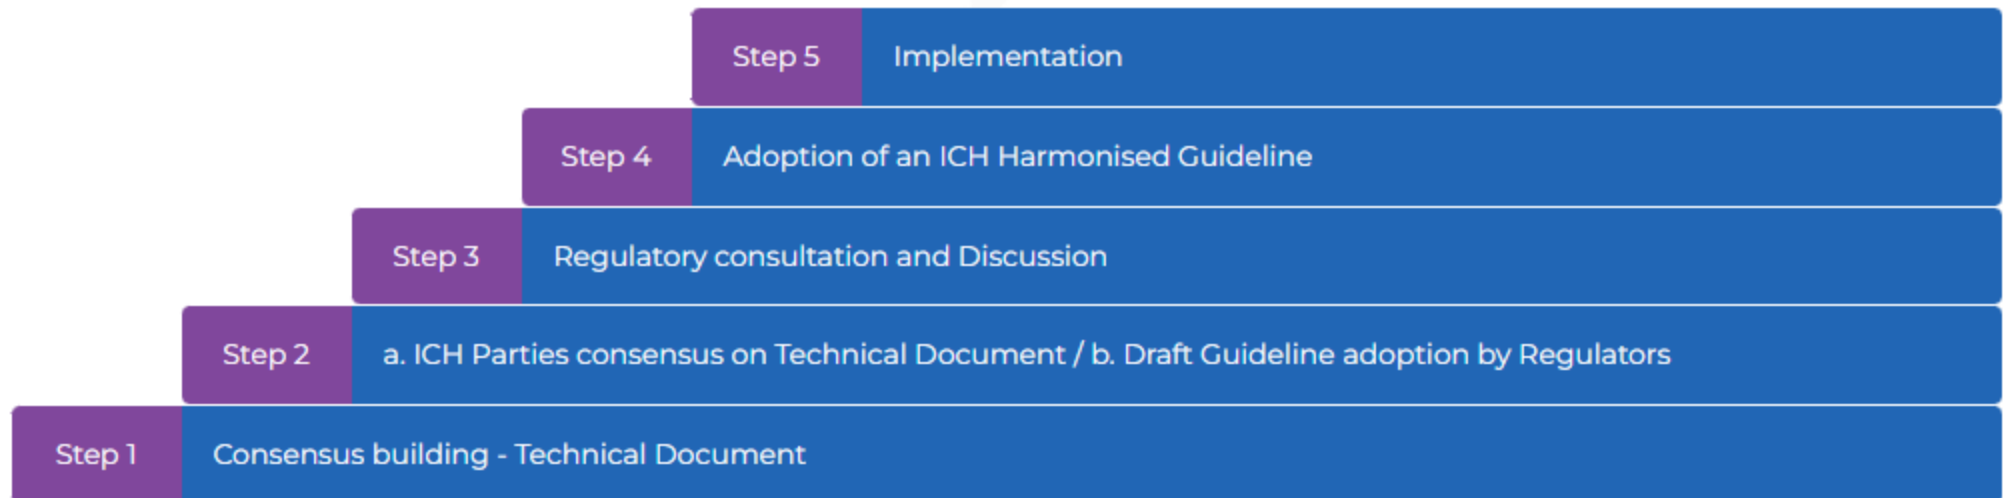 Step 5 Implementation
Step 4 Adoption of an ICH Harmonised Guideline
Step 3 Regulatory consultation and Discussion
Step 2 a. ICH Parties consensus on Technical Document / b. Draft Guideline adoption by Regulators
Step 1 Consensus building - Technical Document